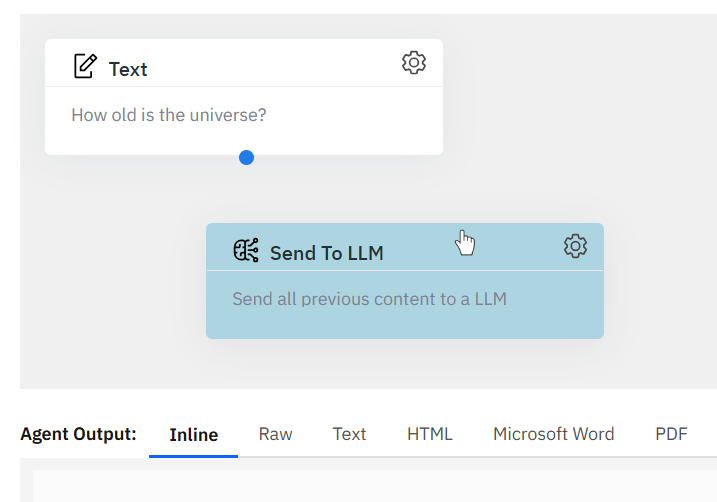 Text
How old is the universe?
Send To LLM
Send all previous content to a LLM
Agent Output: Inline Raw Text HTML Microsoft Word PDF